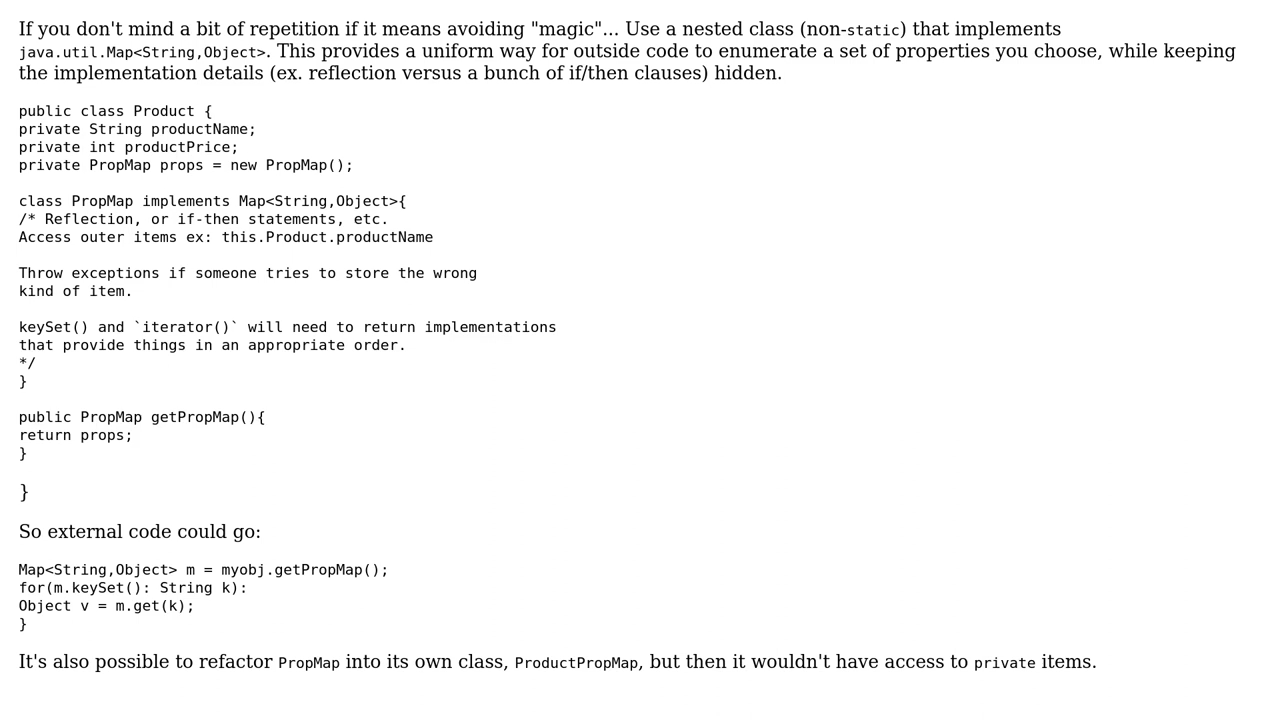 If you don't mind a bit of repetition if it means avoiding "magic"... Use a nested class (non-static) that implements
java.util.Map<String,Object>. This provides a uniform way for outside code to enumerate a set of properties you choose, while keeping
the implementation details (ex. reflection versus a bunch of if/then clauses) hidden.
public class Product {
private String productName;
private int productPrice;
private PropMap props = new PropMap();
class PropMap implements Map<String,Object>{
/* Reflection, or if-then statements, etc.
Access outer items ex: this.Product.productName
Throw exceptions if someone tries to store the wrong
kind of item.
keySet() and `iterator()` will need to return implementations
that provide things in an appropriate order.
*/
}
public PropMap getPropMap(){
return props;
}
}
So external code could go:
Map<String,Object> m = myobj.getPropMap();
for(m.keySet(): String k):
Object v = m.get(k);
}
It's also possible to refactor PropMap into its own class, ProductPropMap, but then it wouldn't have access to private items.